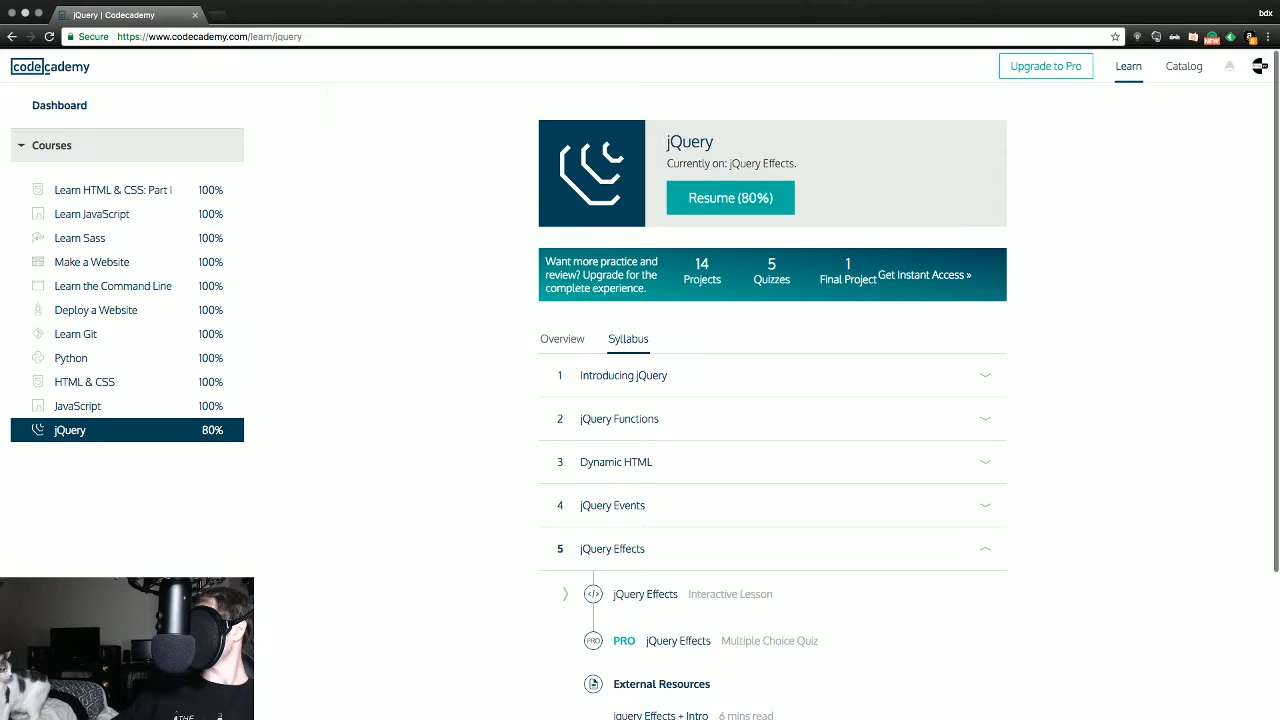 jQuery | Codecademy
bdx
Secure https://www.codecademy.com/learn/jquery
NEW
codecademy
Upgrade to Pro
Learn
Catalog
Dashboard
Courses
Learn HTML & CSS: Part I 100%
Learn JavaScript 100%
Learn Sass 100%
Make a Website 100%
Learn the Command Line 100%
Deploy a Website 100%
Learn Git 100%
Python 100%
HTML & CSS 100%
JavaScript 100%
jQuery 80%
jQuery
Currently on: jQuery Effects.
Resume (80%)
Want more practice and
review? Upgrade for the
complete experience.
14
Projects
5
Quizzes
1
Final Project
Get Instant Access »
Overview Syllabus
1 Introducing jQuery
2 jQuery Functions
3 Dynamic HTML
4 jQuery Events
5 jQuery Effects
jQuery Effects Interactive Lesson
PRO PRO jQuery Effects Multiple Choice Quiz
External Resources
jquery Effects + Intro 6 mins read